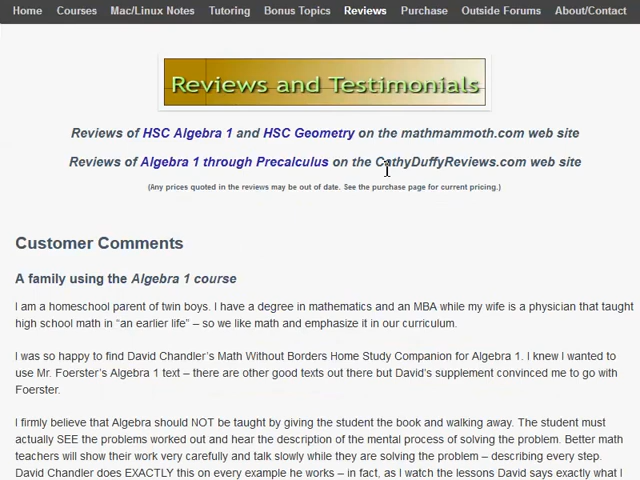 Home Courses Mac/Linux Notes Tutoring Bonus Topics Reviews Purchase Outside Forums About/Contact
Reviews and Testimonials
Reviews of HSC Algebra 1 and HSC Geometry on the mathmammoth.com web site
Reviews of Algebra 1 through Precalculus on the CathyDuffyReviews.com web site
(Any prices quoted in the reviews may be out of date. See the purchase page for current pricing.)
Customer Comments
A family using the Algebra 1 course
I am a homeschool parent of twin boys. I have a degree in mathematics and an MBA while my wife is a physician that taught
high school math in “an earlier life” – so we like math and emphasize it in our curriculum.
I was so happy to find David Chandler’s Math Without Borders Home Study Companion for Algebra 1. I knew I wanted to
use Mr. Foerster’s Algebra 1 text – there are other good texts out there but David’s supplement convinced me to go with
Foerster.
I firmly believe that Algebra should NOT be taught by giving the student the book and walking away. The student must
actually SEE the problems worked out and hear the description of the mental process of solving the problem. Better math
teachers will show their work very carefully and talk slowly while they are solving the problem – describing every step.
David Chandler does EXACTLY this on every example he works – in fact, as I watch the lessons David says exactly what I